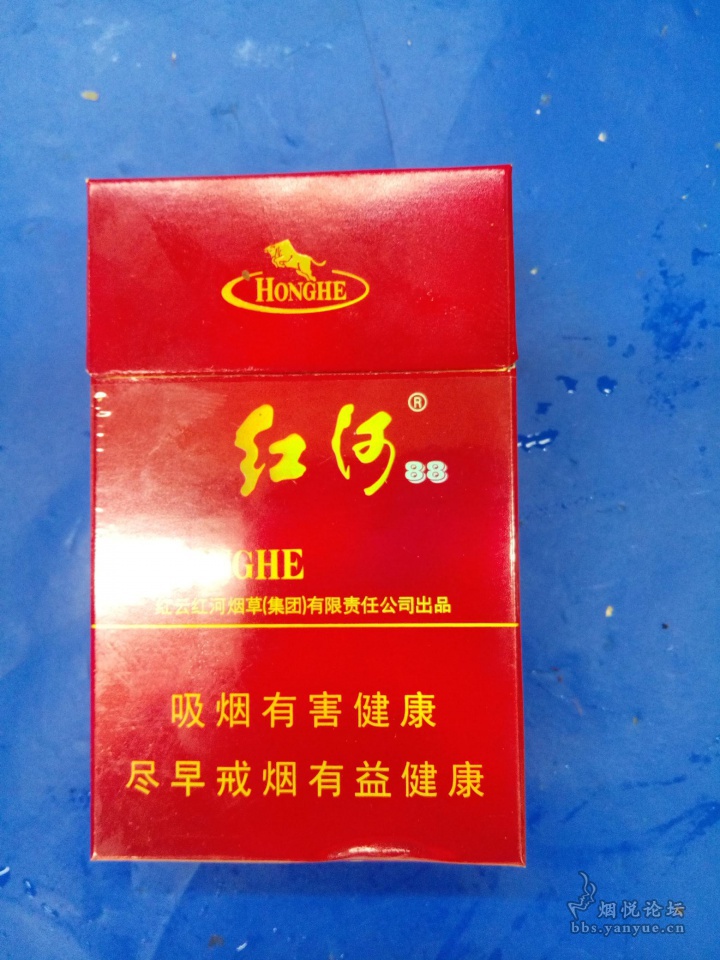 HONGHE
红河®
88
GHE
红云红河烟草(集团)有限责任公司出品
吸烟有害健康
尽早戒烟有益健康
烟悦论坛
bbs.yanyue.cn